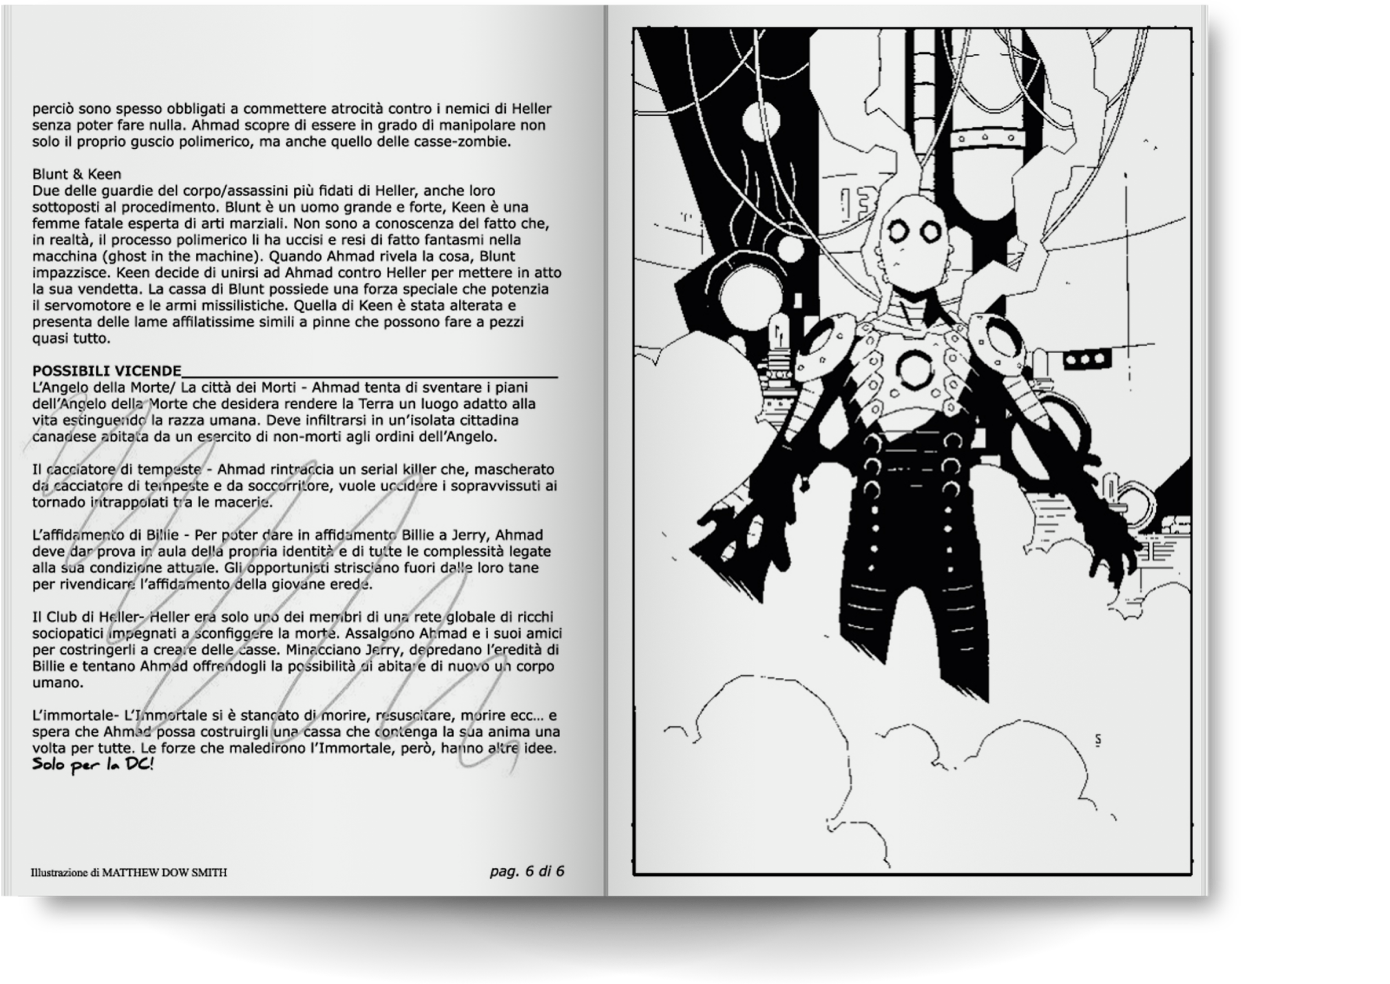 perciò sono spesso obbligati a commettere atrocità contro i nemici di Heller
senza poter fare nulla. Ahmad scopre di essere in grado di manipolare non
solo il proprio guscio polimerico, ma anche quello delle casse-zombie.
Blunt & Keen
Due delle guardie del corpo/assassini più fidati di Heller, anche loro
sottoposti al procedimento. Blunt è un uomo grande e forte, Keen è una
femme fatale esperta di arti marziali. Non sono a conoscenza del fatto che,
in realtà, il processo polimerico li ha uccisi e resi di fatto fantasmi nella
macchina (ghost in the machine). Quando Ahmad rivela la cosa, Blunt
impazzisce. Keen decide di unirsi ad Ahmad contro Heller per mettere in atto
la sua vendetta. La cassa di Blunt possiede una forza speciale che potenzia
il servomotore e le armi missilistiche. Quella di Keen è stata alterata e
presenta delle lame affilatissime simili a pinne che possono fare a pezzi
quasi tutto.
POSSIBILI VICENDE
L'Angelo della Morte/ La città dei Morti - Ahmad tenta di sventare i piani
dell'Angelo della Morte che desidera rendere la Terra un luogo adatto alla
vita estinguendo la razza umana. Deve infiltrarsi in un'isolata cittadina
canadese abitata da un esercito di non-morti agli ordini dell'Angelo.
Il cacciatore di tempeste - Ahmad rintraccia un serial killer che, mascherato
da cacciatore di tempeste e da soccorritore, vuole uccidere i sopravvissuti ai
tornado intrappolati tra le macerie.
L'affidamento di Billie - Per poter dare in affidamento Billie a Jerry, Ahmad
deve dar prova in aula della propria identità e di tutte le complessità legate
alla sua condizione attuale. Gli opportunisti strisciano fuori dalle loro tane
per rivendicare l'affidamento della giovane erede.
Il Club di Heller- Heller era solo uno dei membri di una rete globale di ricchi
sociopatici impegnati a sconfiggere la morte. Assalgono Ahmad e i suoi amici
per costringerli a creare delle casse. Minacciano Jerry, depredano l'eredità di
Billie e tentano Ahmad offrendogli la possibilità di abitare di nuovo un corpo
umano.
L'immortale- L'Immortale si è stancato di morire, resuscitare, morire ecc... e
spera che Ahmad possa costruirgli una cassa che contenga la sua anima una
volta per tutte. Le forze che maledirono l'Immortale, però, hanno altre idee.
Solo per la DC!
Illustrazione di MATTHEW DOW SMITH
pag. 6 di 6
13
S